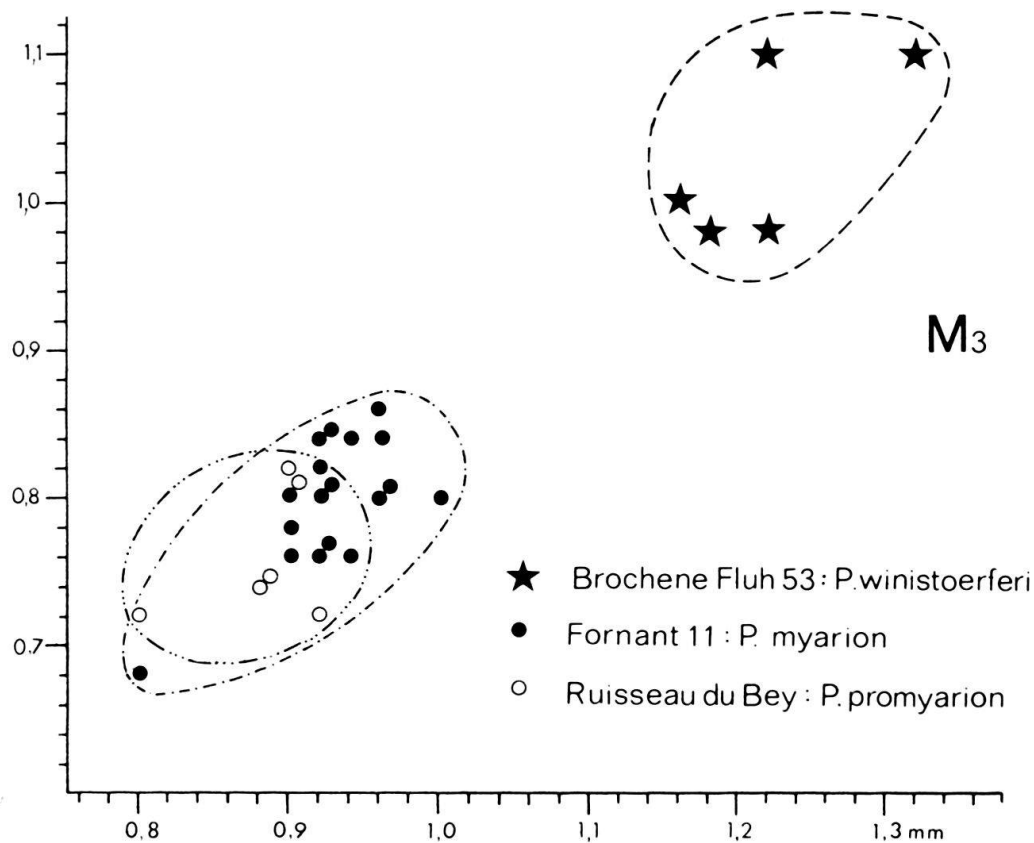 1,1
1,0
0,9
0,8
0,7
M3
★ Brochene Fluh 53 : P. winistoerferi
● Fornant 11 : P. myarion
○ Ruisseau du Bey : P. promyarion
0,8 0,9 1,0 1,1 1,2 1,3 mm